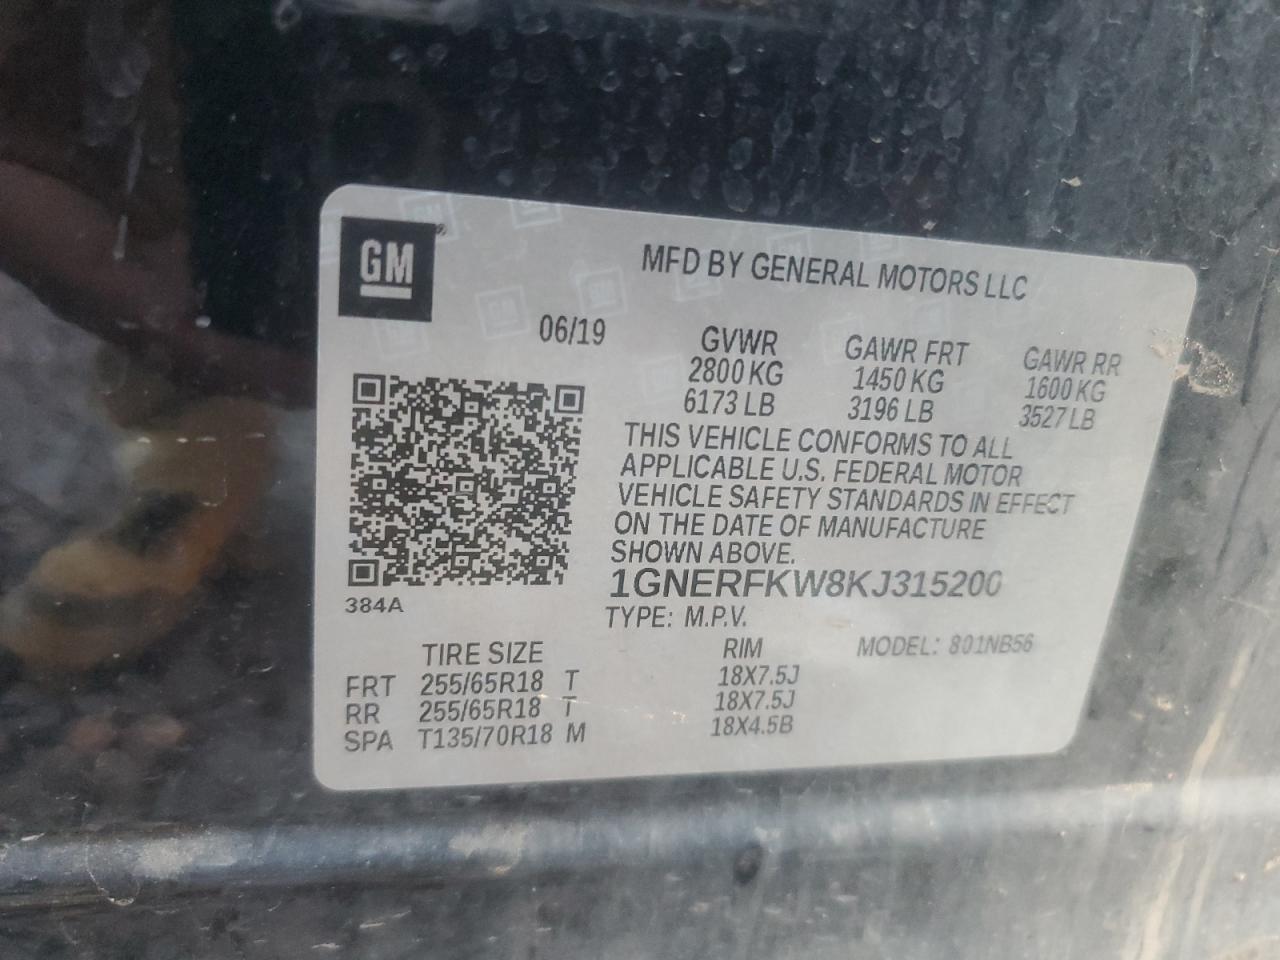 GM
MFD BY GENERAL MOTORS LLC
06/19 GVWR GAWR FRT GAWR RR
2800 KG 1450 KG 1600 KG
6173 LB 3196 LB 3527 LB
THIS VEHICLE CONFORMS TO ALL
APPLICABLE U.S. FEDERAL MOTOR
VEHICLE SAFETY STANDARDS IN EFFECT
ON THE DATE OF MANUFACTURE
SHOWN ABOVE.
1GNERFKW8KJ315200
384A
TYPE: M.P.V. MODEL: 801NB56
TIRE SIZE RIM
FRT 255/65R18 T 18X7.5J
RR 255/65R18 T 18X7.5J
SPA T135/70R18 M 18X4.5B